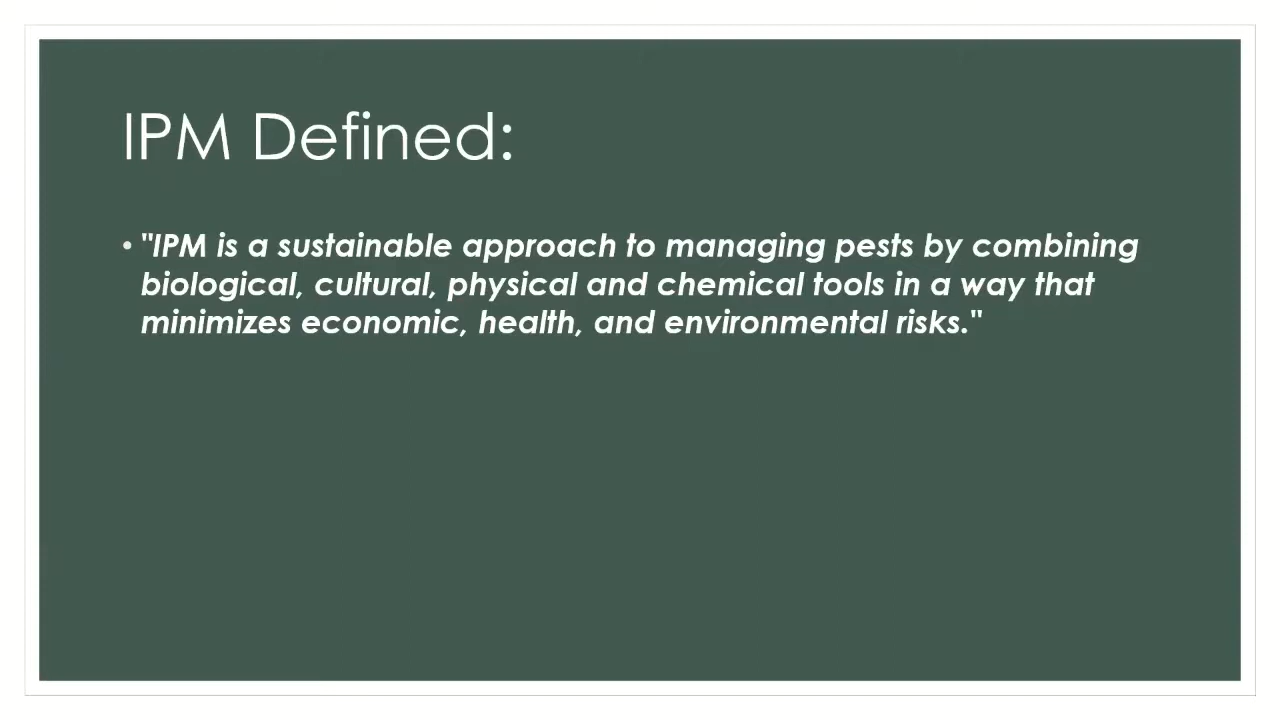 IPM Defined:
• "IPM is a sustainable approach to managing pests by combining
biological, cultural, physical and chemical tools in a way that
minimizes economic, health, and environmental risks."